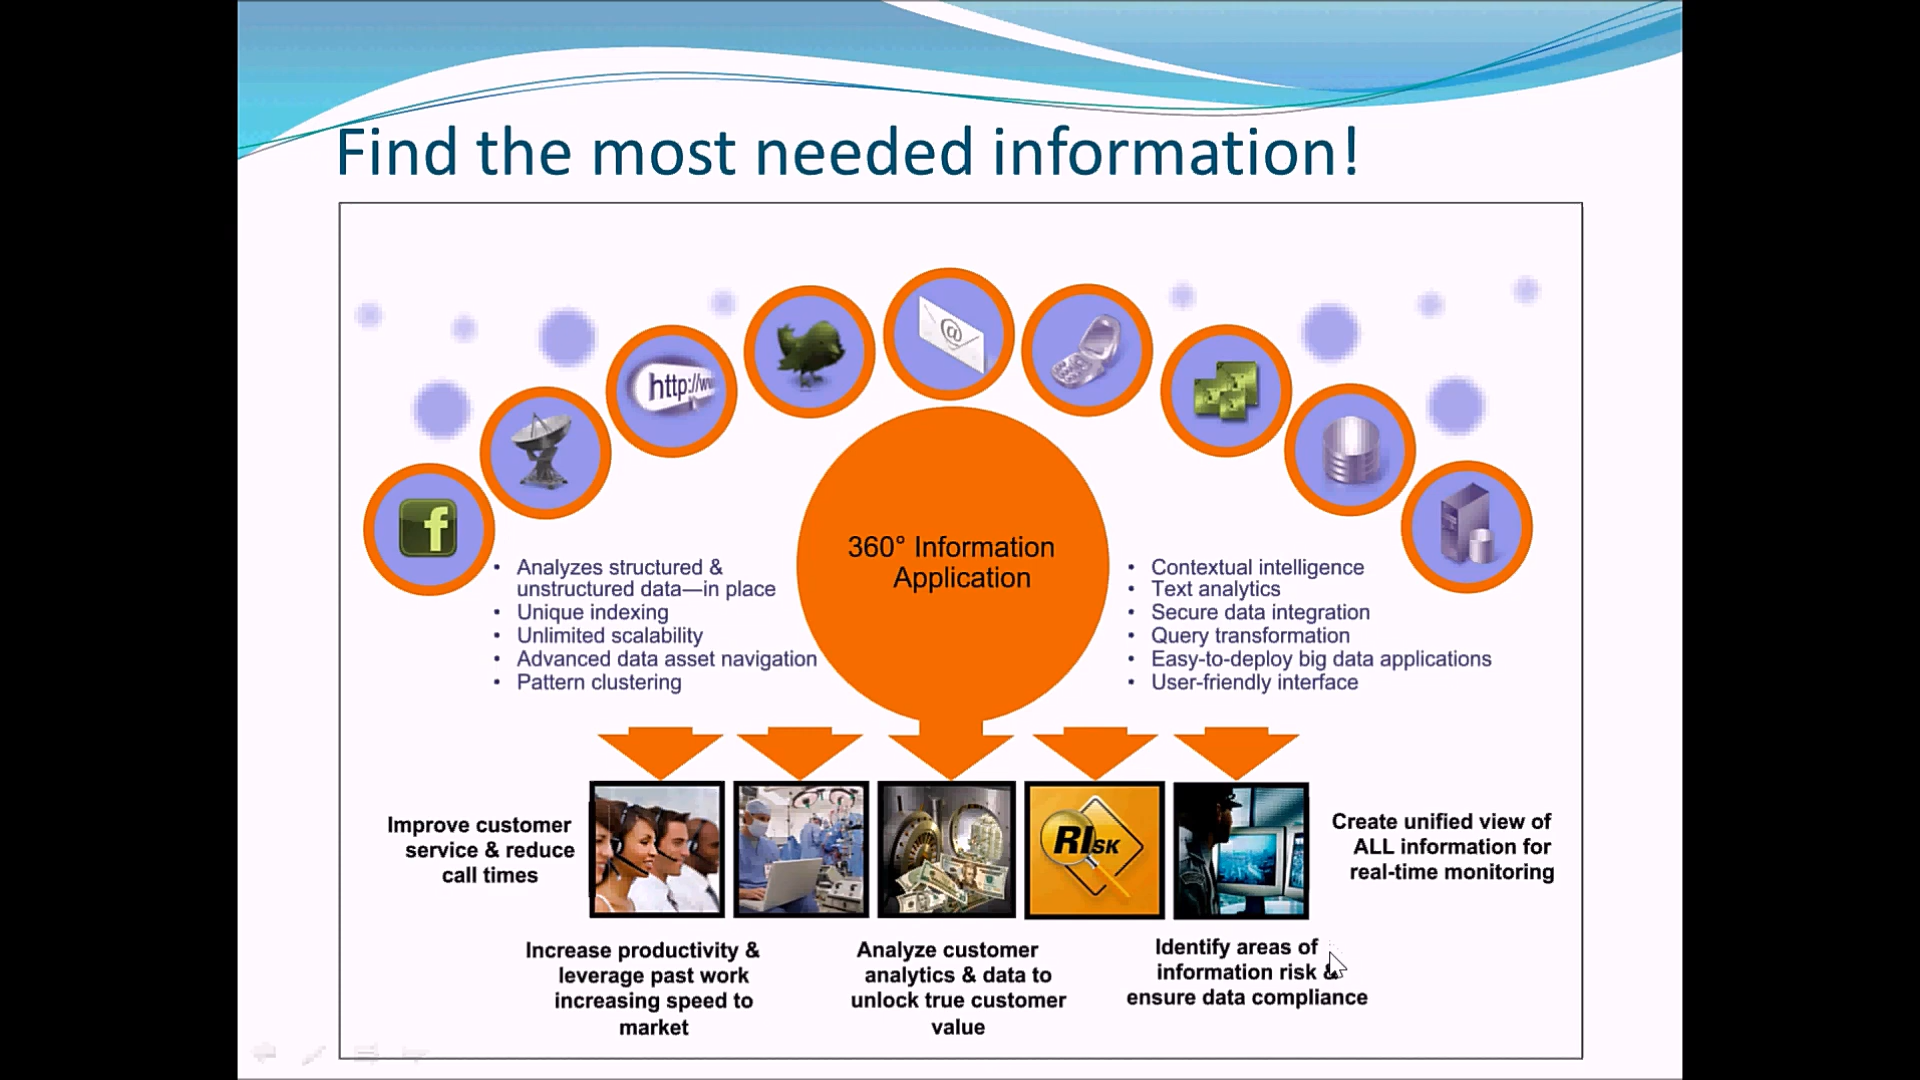 Find the most needed information!
http://ww
@
f
360° Information
Application
• Analyzes structured &
unstructured data—in place
• Unique indexing
• Unlimited scalability
• Advanced data asset navigation
• Pattern clustering
• Contextual intelligence
• Text analytics
• Secure data integration
• Query transformation
• Easy-to-deploy big data applications
• User-friendly interface
Improve customer
service & reduce
call times
RISK
Create unified view of
ALL information for
real-time monitoring
Increase productivity &
leverage past work
increasing speed to
market
Analyze customer
analytics & data to
unlock true customer
value
Identify areas of
information risk &
ensure data compliance